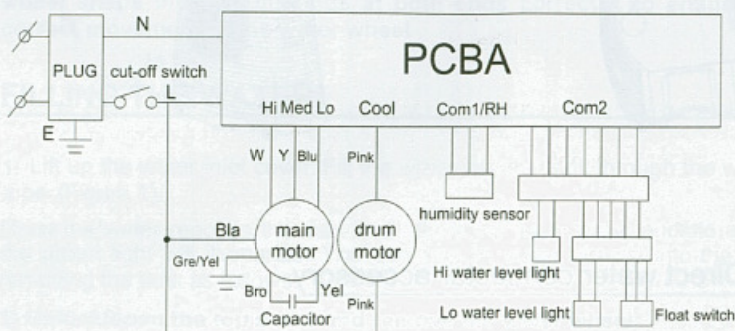 N
PLUG
cut-off switch
L
E
PCBA
Hi Med Lo Cool Com1/RH Com2
W Y Blu Pink
humidity sensor
Bla
main motor
drum motor
Gre/Yel
Hi water level light
Bro
Yel
Pink
Capacitor
Lo water level light
Float switch